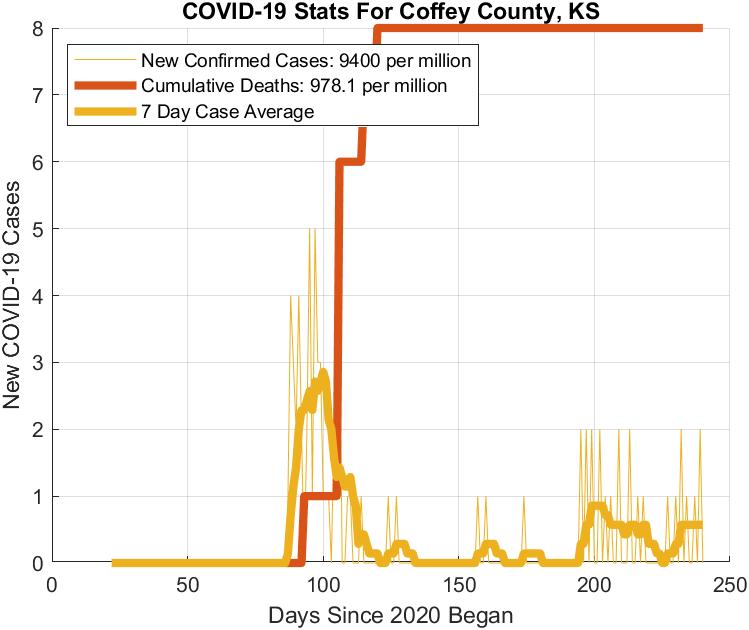 COVID-19 Stats For Coffey County, KS
New Confirmed Cases: 9400 per million
Cumulative Deaths: 978.1 per million
7 Day Case Average
New COVID-19 Cases
8
7
6
5
4
3
2
1
0
0 50 100 150 200 250
Days Since 2020 Began